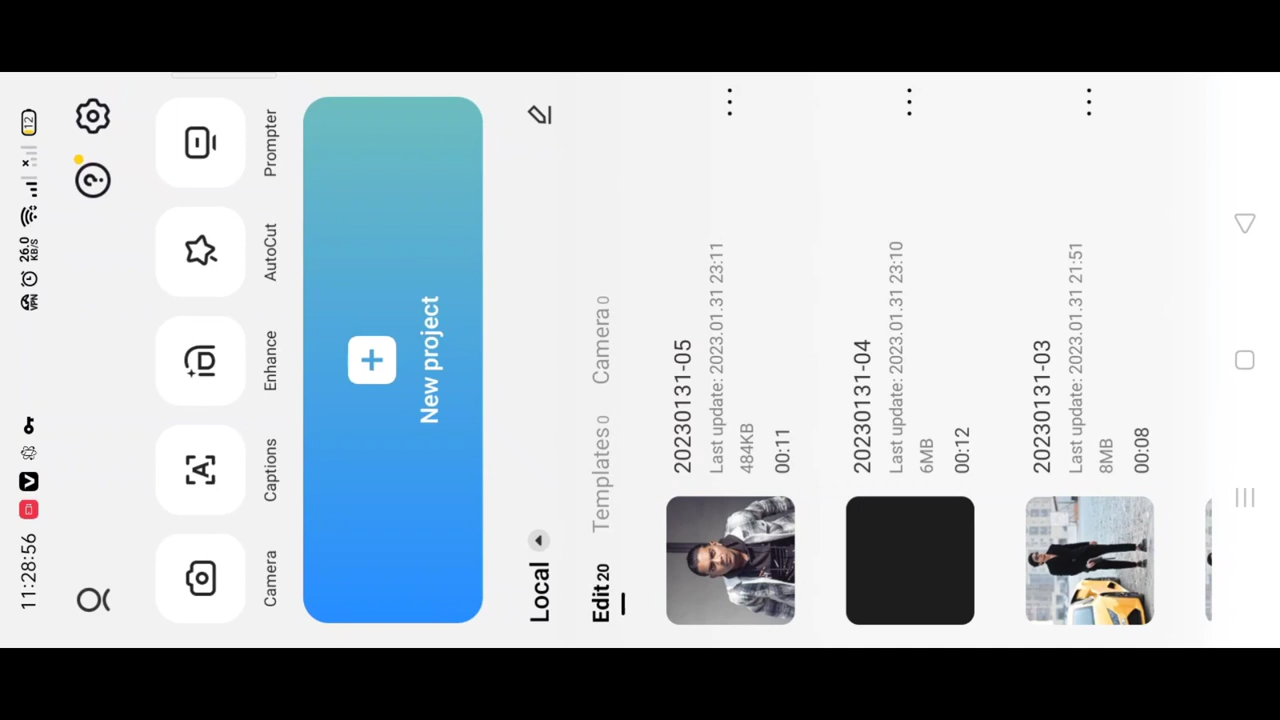 11:28:56
VPN 26.0 KB/S 12
Camera
Captions
Enhance
AutoCut
Prompter
New project
Local
Edit 20 Templates 0 Camera 0
20230131-05
Last update: 2023.01.31 23:11
484KB
00:11
20230131-04
Last update: 2023.01.31 23:10
6MB
00:12
20230131-03
Last update: 2023.01.31 21:51
8MB
00:08